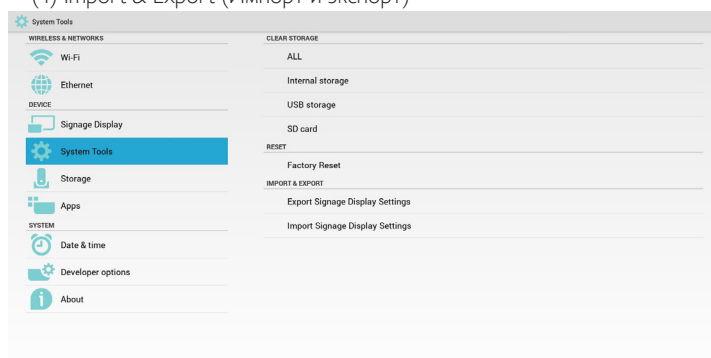 (4) Import & Export (Импорт и экспорт)
System Tools
WIRELESS & NETWORKS
Wi-Fi
Ethernet
DEVICE
Signage Display
System Tools
Storage
Apps
SYSTEM
Date & time
Developer options
About
CLEAR STORAGE
ALL
Internal storage
USB storage
SD card
RESET
Factory Reset
IMPORT & EXPORT
Export Signage Display Settings
Import Signage Display Settings